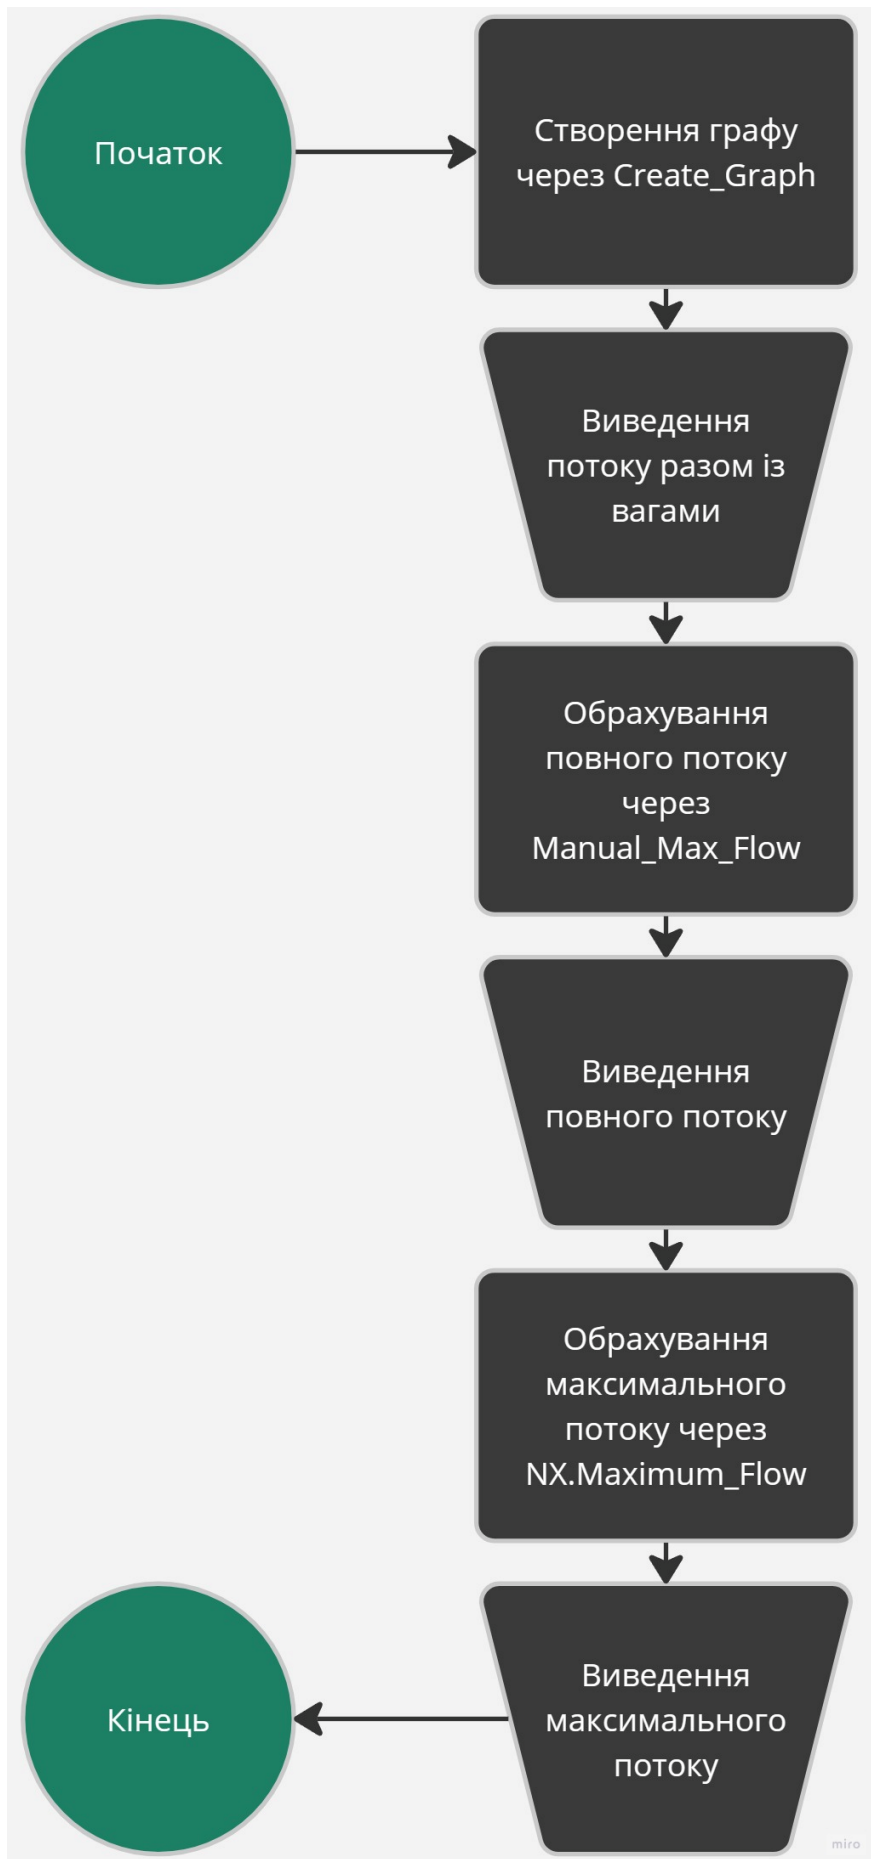 Початок
Створення графу
через Create_Graph
Виведення
потоку разом із
вагами
Обрахування
повного потоку
через
Manual_Max_Flow
Виведення
повного потоку
Обрахування
максимального
потоку через
NX.Maximum_Flow
Виведення
максимального
потоку
Кінець
miro